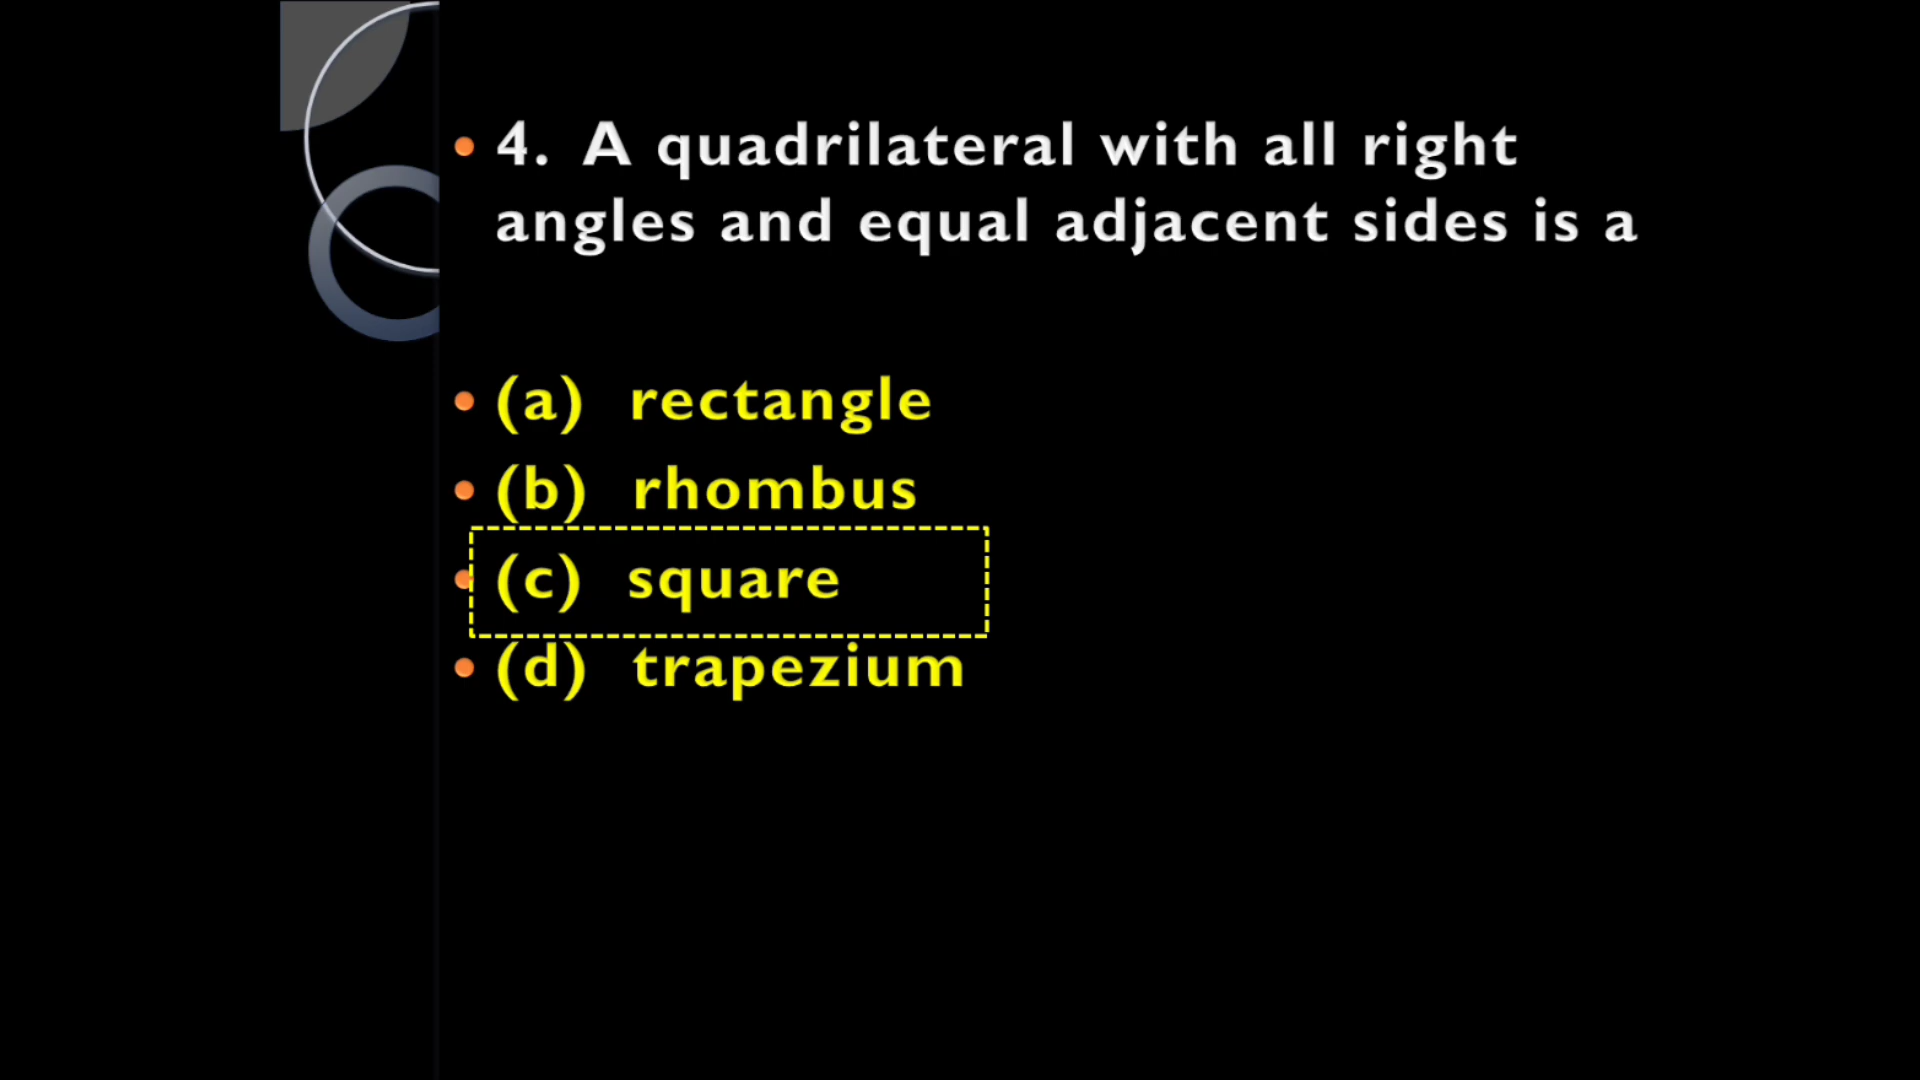 • 4. A quadrilateral with all right
angles and equal adjacent sides is a
• (a) rectangle
• (b) rhombus
• (c) square
• (d) trapezium